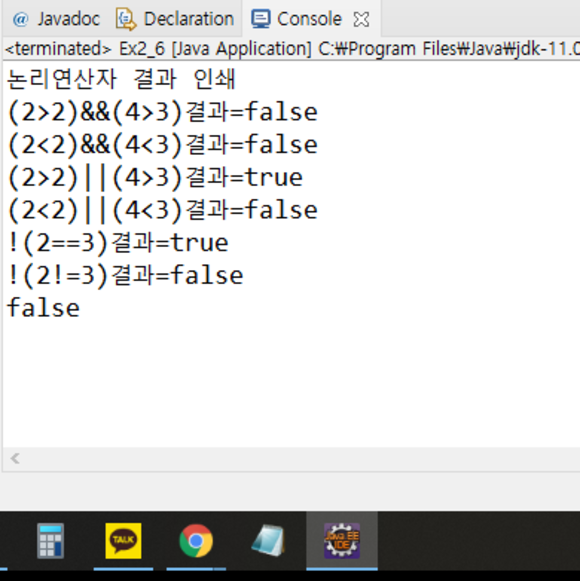 @ Javadoc Declaration Console
<terminated> Ex2_6 [Java Application] C:₩Program Files₩Java₩jdk-11.0
논리연산자 결과 인쇄
(2>2)&&(4>3)결과=false
(2<2)&&(4<3)결과=false
(2>2)||(4>3)결과=true
(2<2)||(4<3)결과=false
!(2==3)결과=true
!(2!=3)결과=false
false
TALK
Java EE
IDE